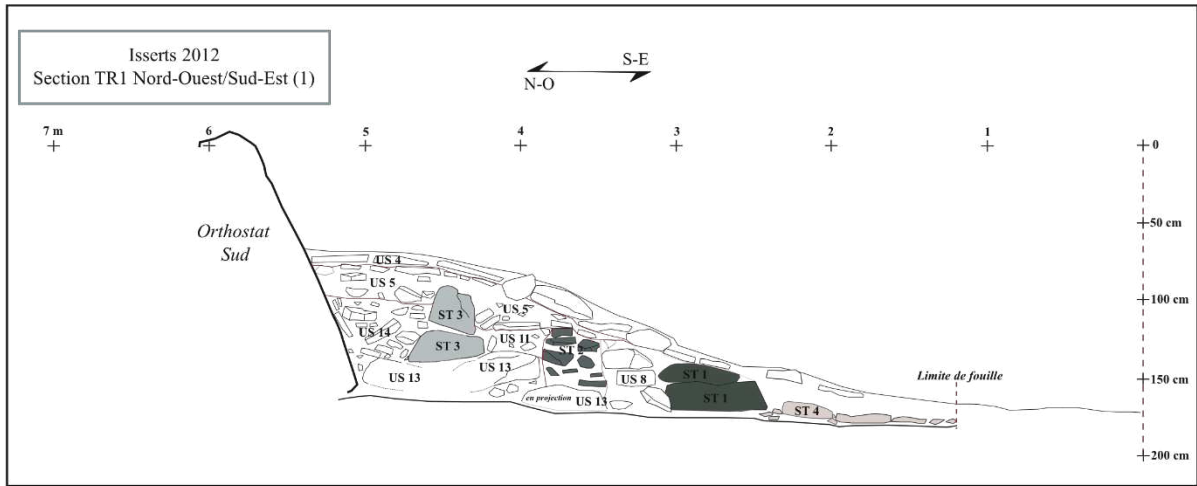 Isserts 2012
Section TR1 Nord-Ouest/Sud-Est (1)
S-E
N-O
7 m
6
5
4
3
2
1
0
50 cm
100 cm
150 cm
200 cm
Orthostat
Sud
US 4
US 5
ST 3
US 5
US 14
ST 3
US 11
ST 2
US 13
US 13
US 8
ST 1
ST 1
en projection
US 13
ST 4
Limite de fouille